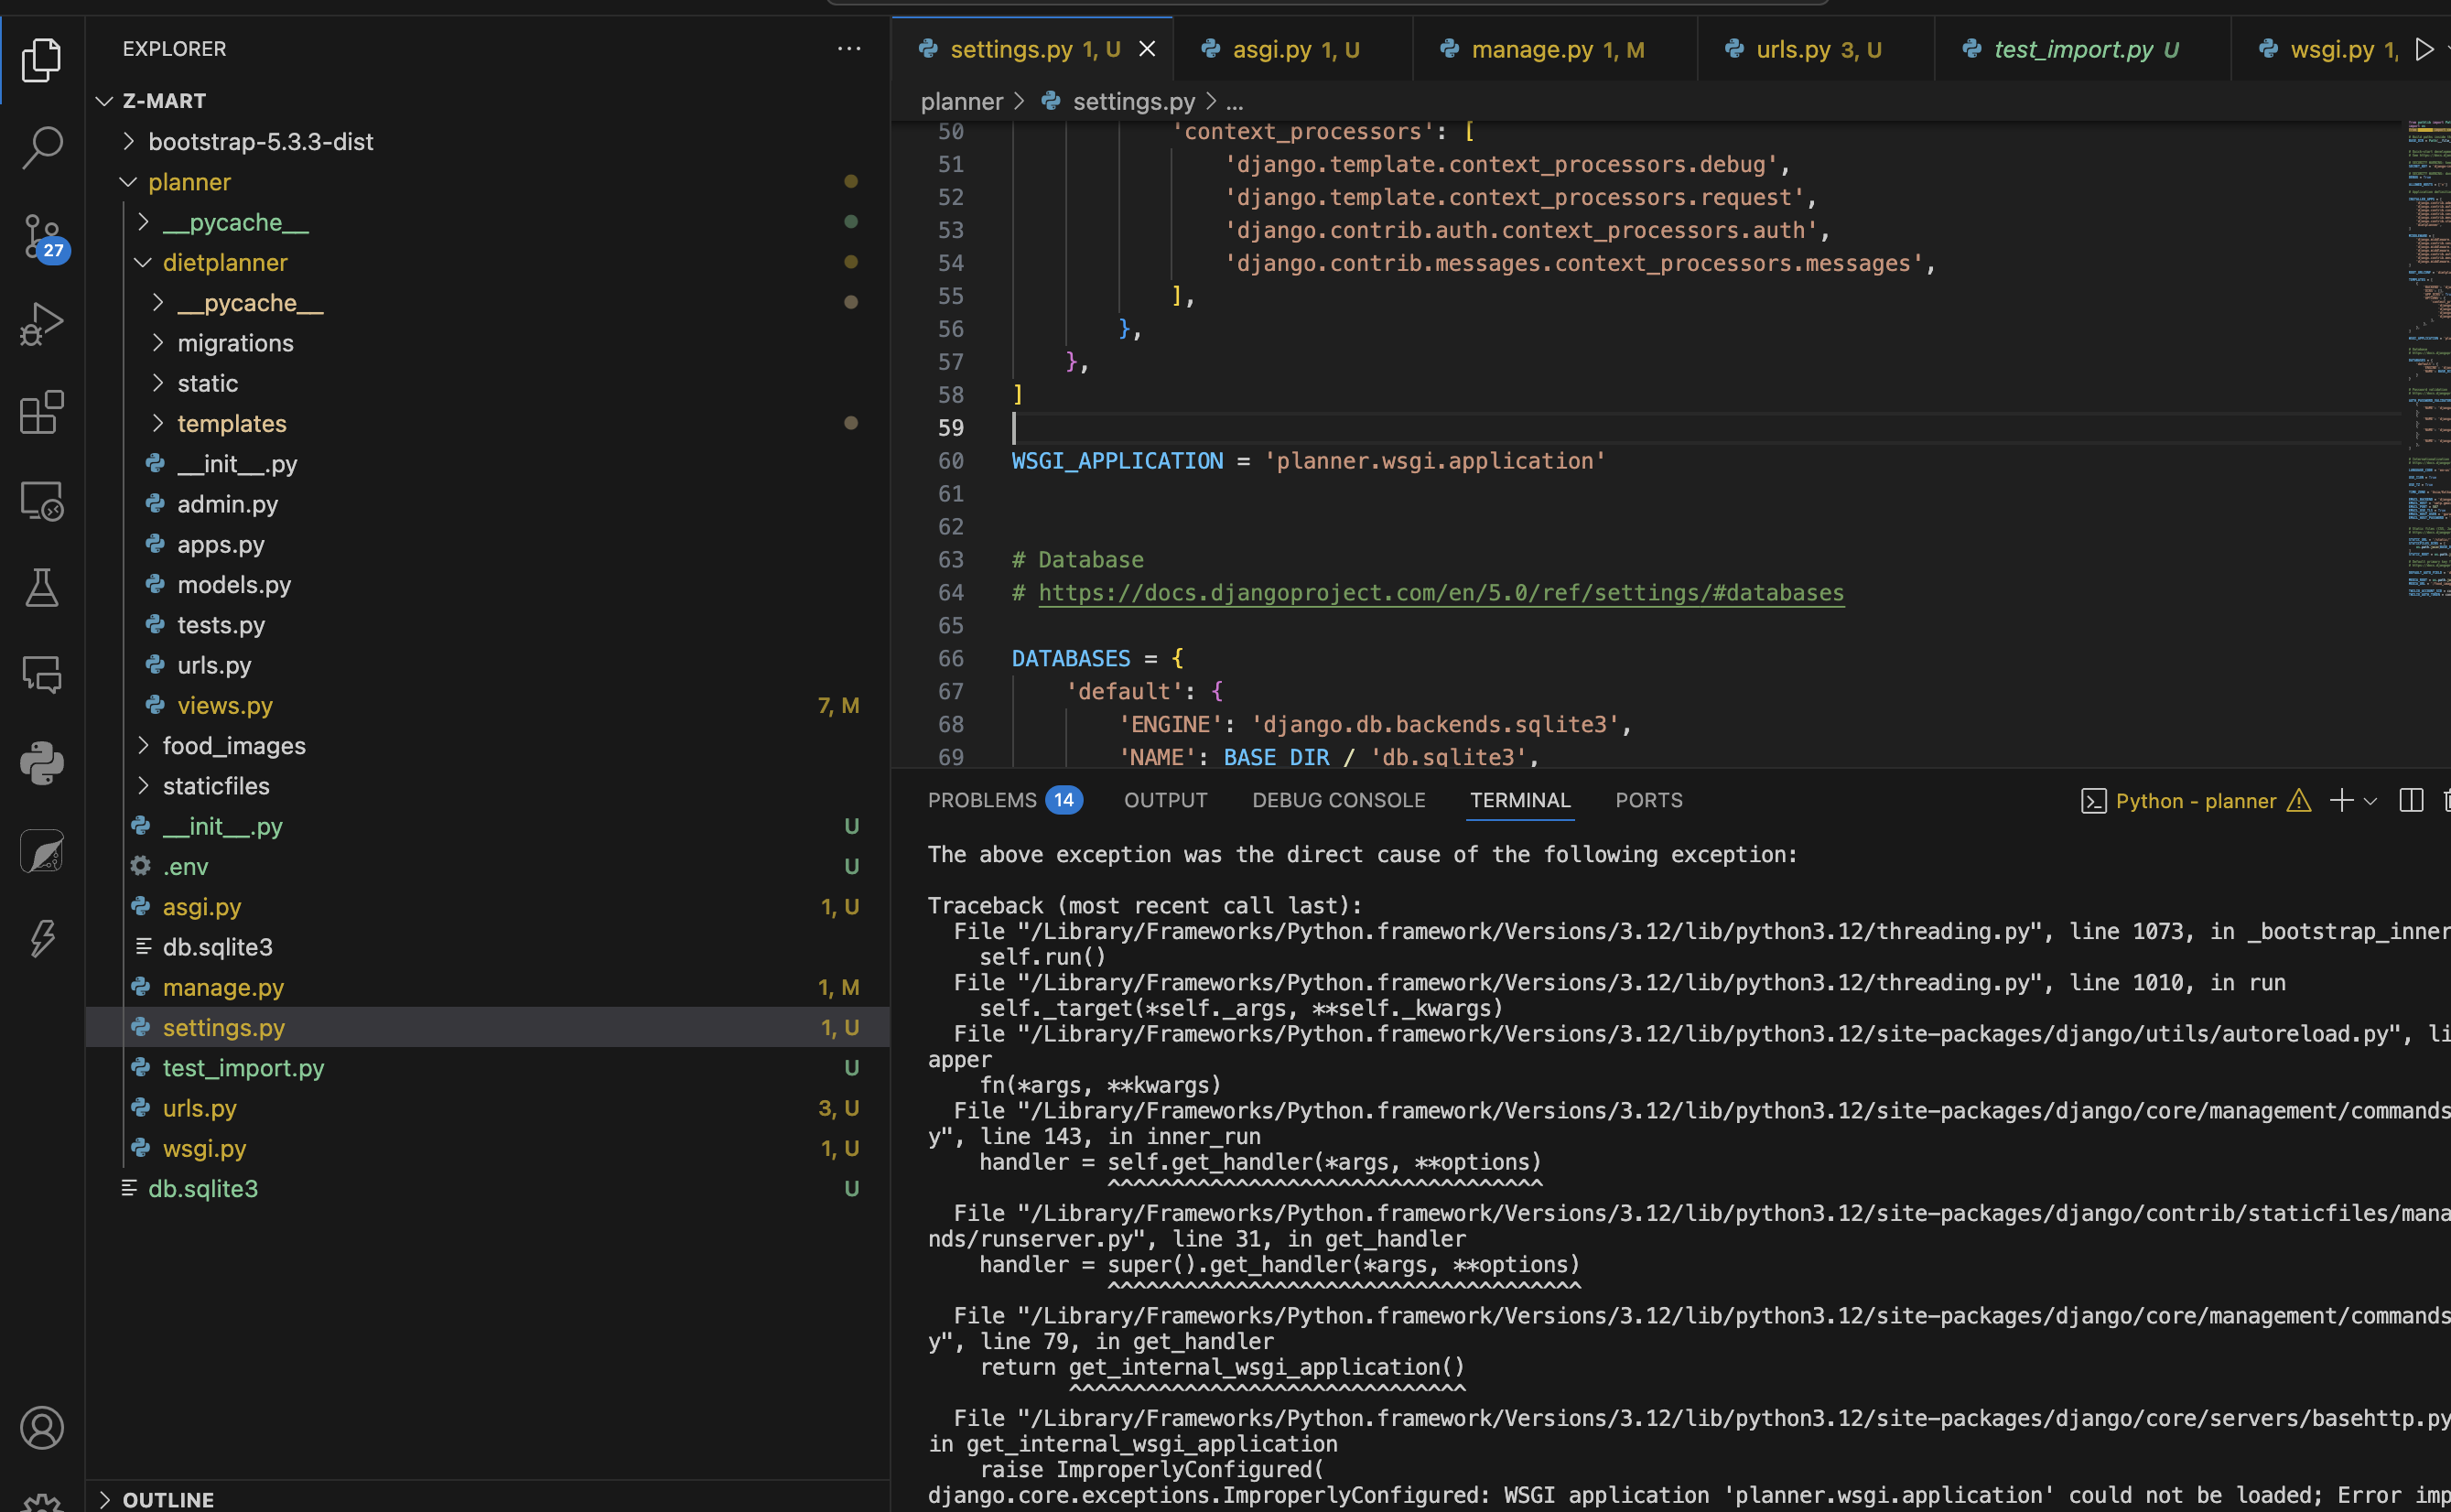 EXPLORER
Z-MART
bootstrap-5.3.3-dist
planner
__pycache__
dietplanner
__pycache__
migrations
static
templates
__init__.py
admin.py
apps.py
models.py
tests.py
urls.py
views.py 7, M
food_images
staticfiles
__init__.py U
.env U
asgi.py 1, U
db.sqlite3
manage.py 1, M
settings.py 1, U
test_import.py U
urls.py 3, U
wsgi.py 1, U
db.sqlite3 U
OUTLINE
27
settings.py 1, U asgi.py 1, U manage.py 1, M urls.py 3, U test_import.py U wsgi.py 1,
planner > settings.py > ...
50 'context_processors': [
51 'django.template.context_processors.debug',
52 'django.template.context_processors.request',
53 'django.contrib.auth.context_processors.auth',
54 'django.contrib.messages.context_processors.messages',
55 ],
56 },
57 },
58 ]
59
60 WSGI_APPLICATION = 'planner.wsgi.application'
61
62
63 # Database
64 # https://docs.djangoproject.com/en/5.0/ref/settings/#databases
65
66 DATABASES = {
67 'default': {
68 'ENGINE': 'django.db.backends.sqlite3',
69 'NAME': BASE_DIR / 'db.sqlite3',
PROBLEMS 14 OUTPUT DEBUG CONSOLE TERMINAL PORTS Python - planner
The above exception was the direct cause of the following exception:
Traceback (most recent call last):
File "/Library/Frameworks/Python.framework/Versions/3.12/lib/python3.12/threading.py", line 1073, in _bootstrap_inner
self.run()
File "/Library/Frameworks/Python.framework/Versions/3.12/lib/python3.12/threading.py", line 1010, in run
self._target(*self._args, **self._kwargs)
File "/Library/Frameworks/Python.framework/Versions/3.12/lib/python3.12/site-packages/django/utils/autoreload.py", li
apper
fn(*args, **kwargs)
File "/Library/Frameworks/Python.framework/Versions/3.12/lib/python3.12/site-packages/django/core/management/commands
y", line 143, in inner_run
handler = self.get_handler(*args, **options)
^^^^^^^^^^^^^^^^^^^^^^^^^^^^^^^^^^
File "/Library/Frameworks/Python.framework/Versions/3.12/lib/python3.12/site-packages/django/contrib/staticfiles/mana
nds/runserver.py", line 31, in get_handler
handler = super().get_handler(*args, **options)
^^^^^^^^^^^^^^^^^^^^^^^^^^^^^^^^^^^^^
File "/Library/Frameworks/Python.framework/Versions/3.12/lib/python3.12/site-packages/django/core/management/commands
y", line 79, in get_handler
return get_internal_wsgi_application()
^^^^^^^^^^^^^^^^^^^^^^^^^^^^^^^
File "/Library/Frameworks/Python.framework/Versions/3.12/lib/python3.12/site-packages/django/core/servers/basehttp.py
in get_internal_wsgi_application
raise ImproperlyConfigured(
django.core.exceptions.ImproperlyConfigured: WSGI application 'planner.wsgi.application' could not be loaded; Error imp